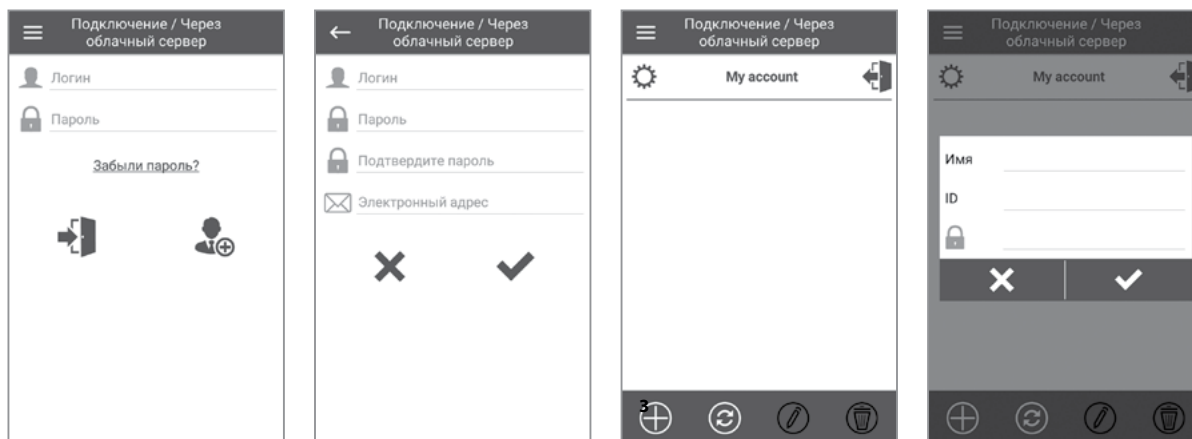 Подключение / Через
облачный сервер
Логин
Пароль
Забыли пароль?
Подключение / Через
облачный сервер
Логин
Пароль
Подтвердите пароль
Электронный адрес
Подключение / Через
облачный сервер
My account
3
Подключение / Через
облачный сервер
My account
Имя
ID